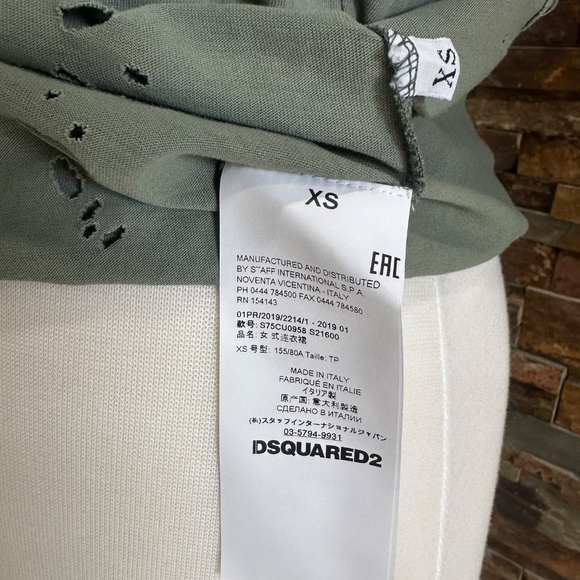 XS
XS
MANUFACTURED AND DISTRIBUTED
BY STAFF INTERNATIONAL S.P.A.
NOVENTA VICENTINA - ITALY
PH 0444 784500 FAX 0444 784580
RN 154143
EAC
01PR/2019/2214/1 - 2019 01
款号: S75CU0958 S21600
品名: 女式连衣裙
XS 号型: 155/80A Taille: TP
MADE IN ITALY
FABRIQUÉ EN ITALIE
イタリア製
原产国: 意大利制造
СДЕЛАНО В ИТАЛИИ
(株)スタッフインターナショナルジャパン
03-5794-9931
DSQUARED2